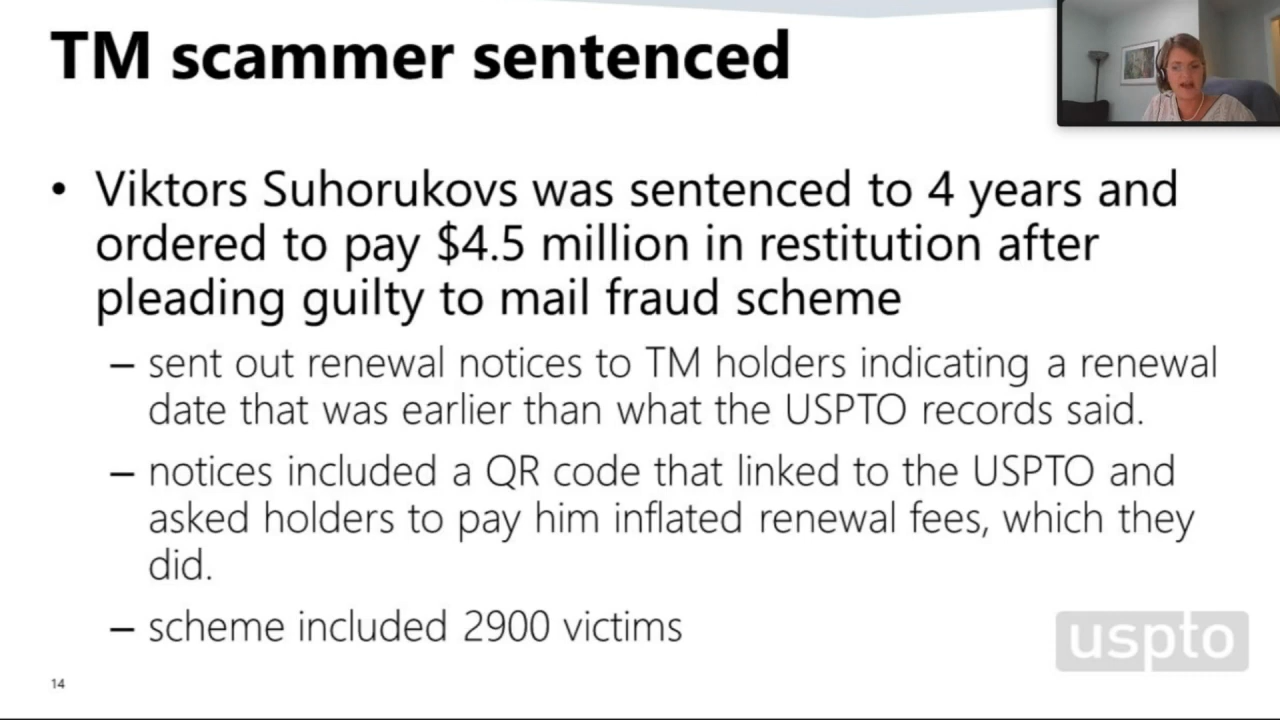 TM scammer sentenced
• Viktors Suhorukovs was sentenced to 4 years and
ordered to pay $4.5 million in restitution after
pleading guilty to mail fraud scheme
– sent out renewal notices to TM holders indicating a renewal
date that was earlier than what the USPTO records said.
– notices included a QR code that linked to the USPTO and
asked holders to pay him inflated renewal fees, which they
did.
– scheme included 2900 victims
uspto
14